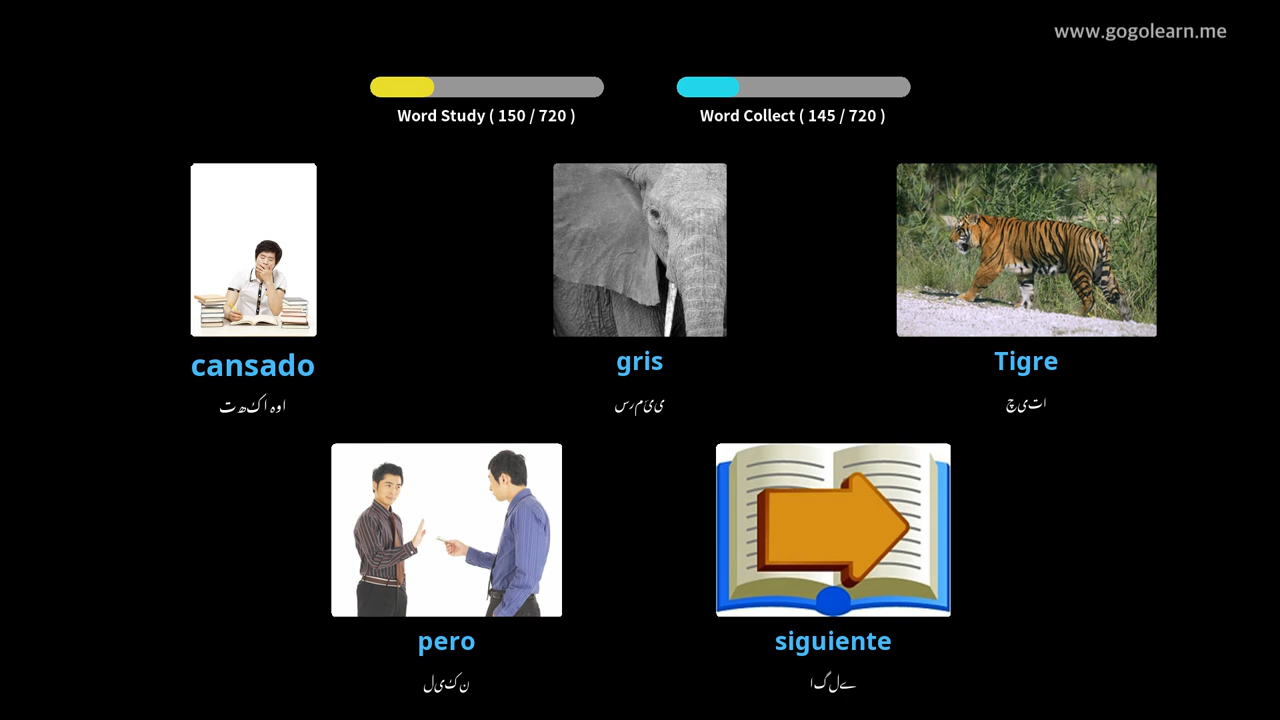 www.gogolearn.me
Word Study ( 150 / 720 )
Word Collect ( 145 / 720 )
cansado
تھکا ہوا
gris
سرمئی
Tigre
چیتا
pero
لیکن
siguiente
اگلے